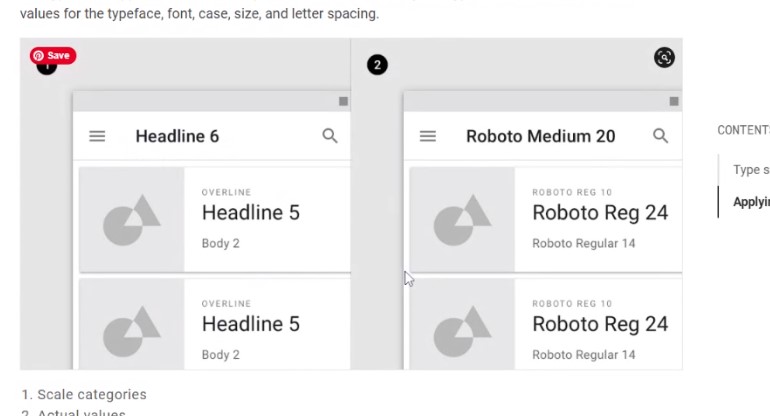 values for the typeface, font, case, size, and letter spacing.
Save
1
2
Headline 6
Roboto Medium 20
OVERLINE
Headline 5
Body 2
ROBOTO REG 10
Roboto Reg 24
Roboto Regular 14
OVERLINE
Headline 5
Body 2
ROBOTO REG 10
Roboto Reg 24
Roboto Regular 14
CONTENTS
Type s
Applyin
1. Scale categories
2. Actual values